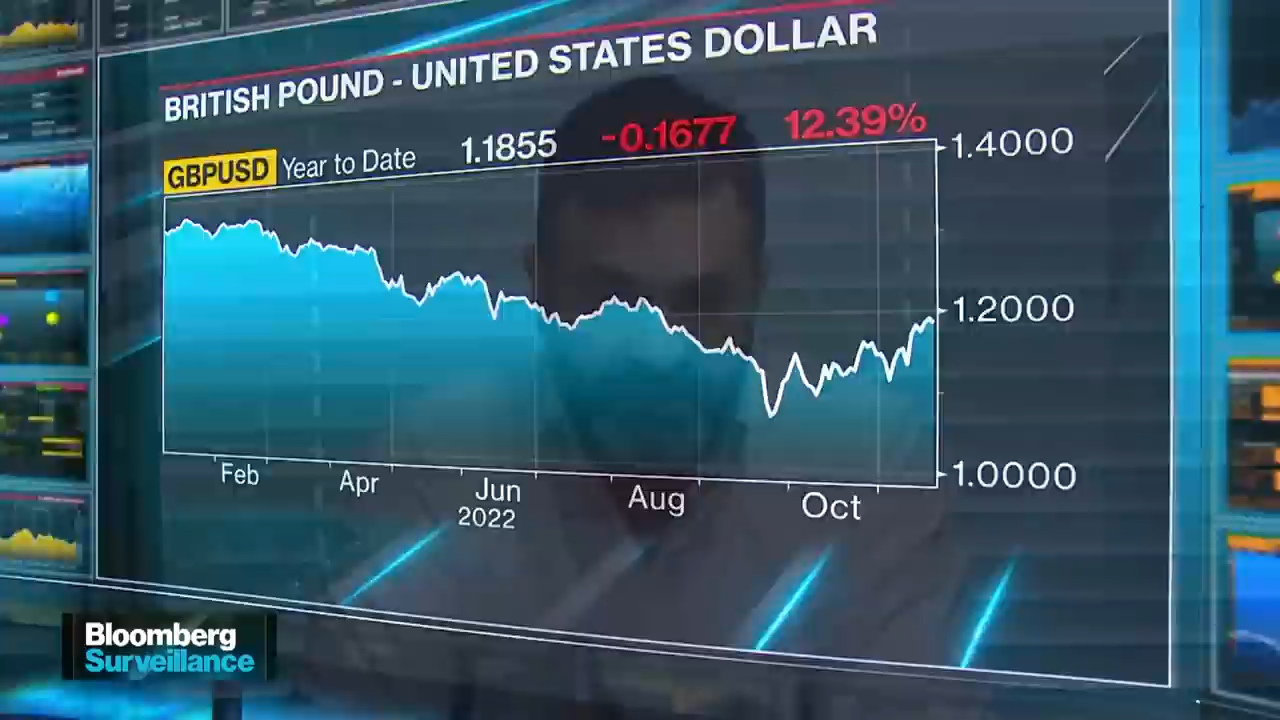 BRITISH POUND - UNITED STATES DOLLAR
GBPUSD Year to Date 1.1855 -0.1677 12.39%
1.4000
1.2000
1.0000
Feb Apr Jun Aug Oct
2022
Bloomberg
Surveillance